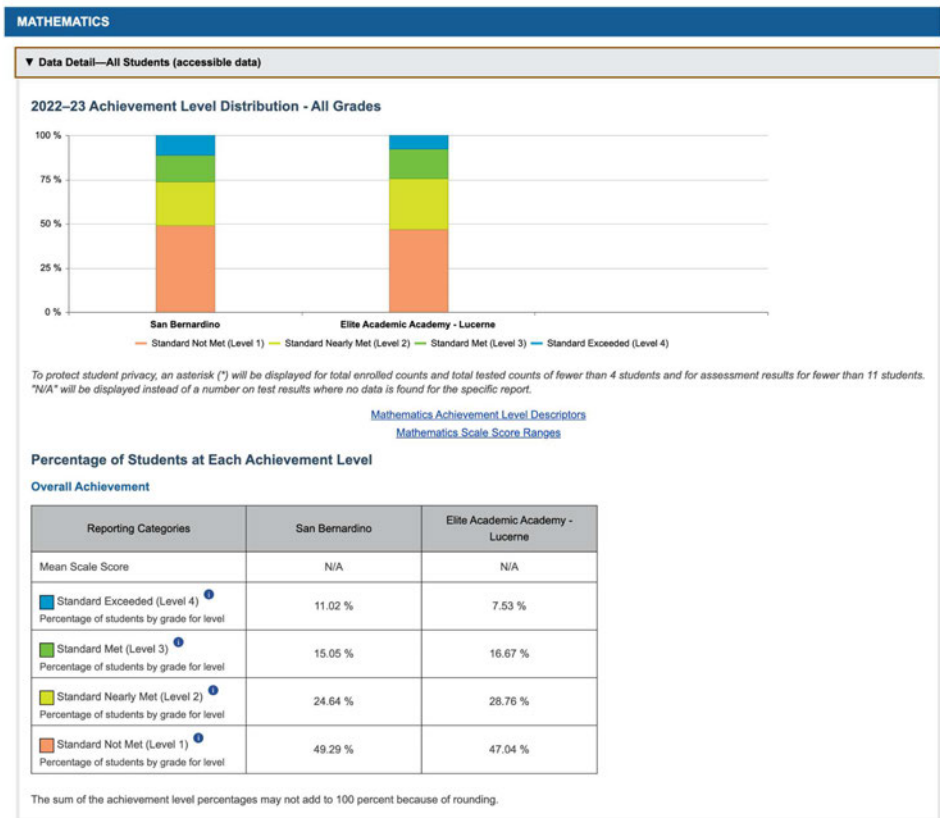 MATHEMATICS
▼ Data Detail—All Students (accessible data)
2022–23 Achievement Level Distribution - All Grades
100 %
75 %
50 %
25 %
0 %
San Bernardino
Elite Academic Academy - Lucerne
Standard Not Met (Level 1) Standard Nearly Met (Level 2) Standard Met (Level 3) Standard Exceeded (Level 4)
To protect student privacy, an asterisk (*) will be displayed for total enrolled counts and total tested counts of fewer than 4 students and for assessment results for fewer than 11 students.
"N/A" will be displayed instead of a number on test results where no data is found for the specific report.
Mathematics Achievement Level Descriptors
Mathematics Scale Score Ranges
Percentage of Students at Each Achievement Level
Overall Achievement
Reporting Categories
San Bernardino
Elite Academic Academy -
Lucerne
Mean Scale Score
N/A
N/A
Standard Exceeded (Level 4) i
Percentage of students by grade for level
11.02 %
7.53 %
Standard Met (Level 3) i
Percentage of students by grade for level
15.05 %
16.67 %
Standard Nearly Met (Level 2) i
Percentage of students by grade for level
24.64 %
28.76 %
Standard Not Met (Level 1) i
Percentage of students by grade for level
49.29 %
47.04 %
The sum of the achievement level percentages may not add to 100 percent because of rounding.